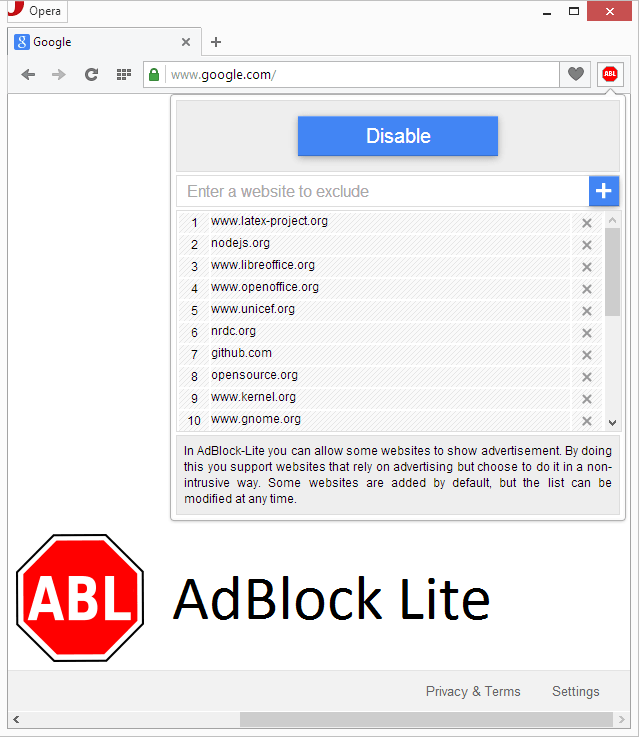 Opera
Google
www.google.com/
ABL
Disable
Enter a website to exclude
1 www.latex-project.org
2 nodejs.org
3 www.libreoffice.org
4 www.openoffice.org
5 www.unicef.org
6 nrdc.org
7 github.com
8 opensource.org
9 www.kernel.org
10 www.gnome.org
In AdBlock-Lite you can allow some websites to show advertisement. By doing
this you support websites that rely on advertising but choose to do it in a non-
intrusive way. Some websites are added by default, but the list can be
modified at any time.
ABL AdBlock Lite
Privacy & Terms Settings